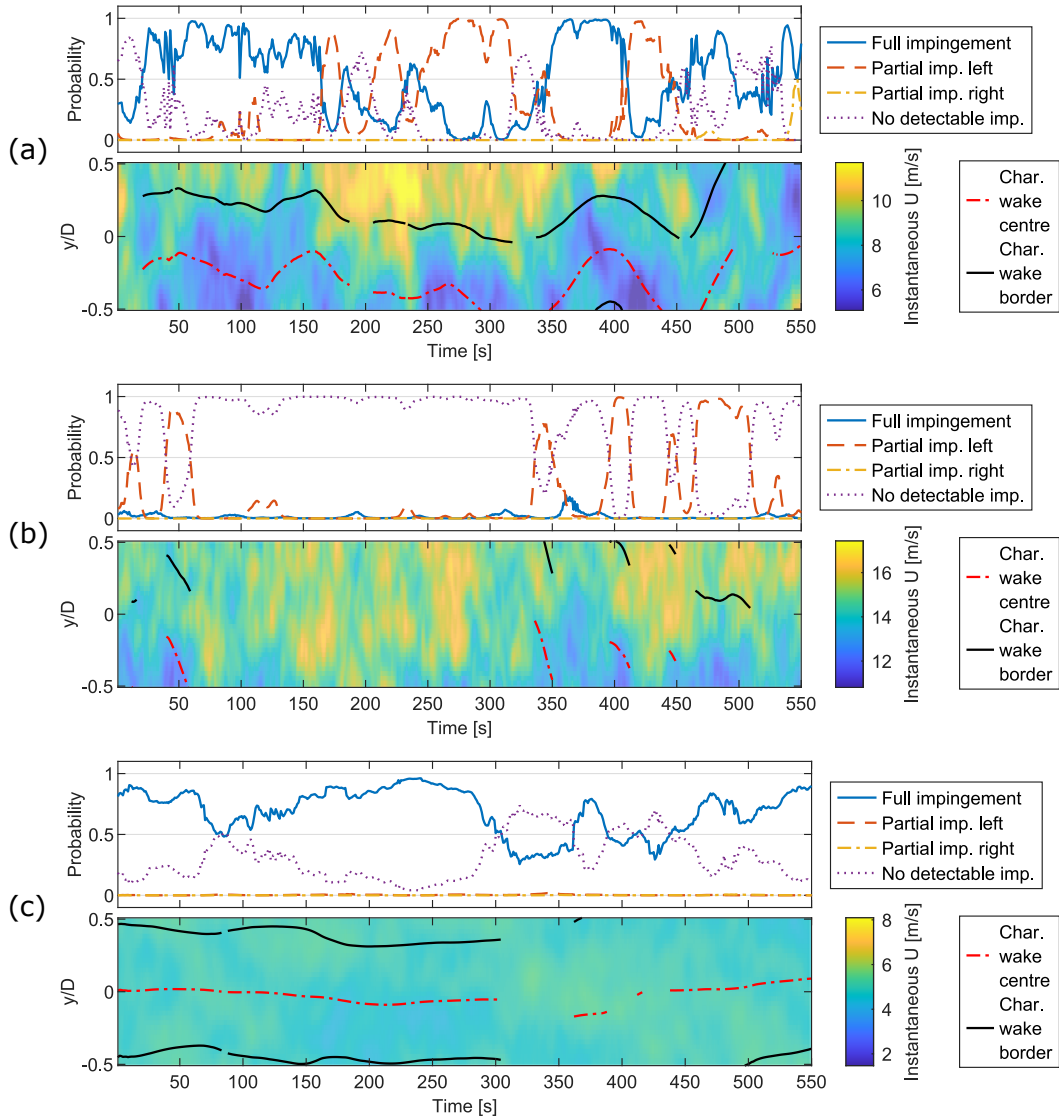 (a)
Probability
1
0.5
0
Full impingement
Partial imp. left
Partial imp. right
No detectable imp.
y/D
0.5
0
-0.5
50 100 150 200 250 300 350 400 450 500 550
Time [s]
10
8
6
Instantaneous U [m/s]
Char.
wake
centre
Char.
wake
border
(b)
Probability
1
0.5
0
Full impingement
Partial imp. left
Partial imp. right
No detectable imp.
y/D
0.5
0
-0.5
50 100 150 200 250 300 350 400 450 500 550
Time [s]
16
14
12
Instantaneous U [m/s]
Char.
wake
centre
Char.
wake
border
(c)
Probability
1
0.5
0
Full impingement
Partial imp. left
Partial imp. right
No detectable imp.
y/D
0.5
0
-0.5
50 100 150 200 250 300 350 400 450 500 550
Time [s]
8
6
4
2
Instantaneous U [m/s]
Char.
wake
centre
Char.
wake
border